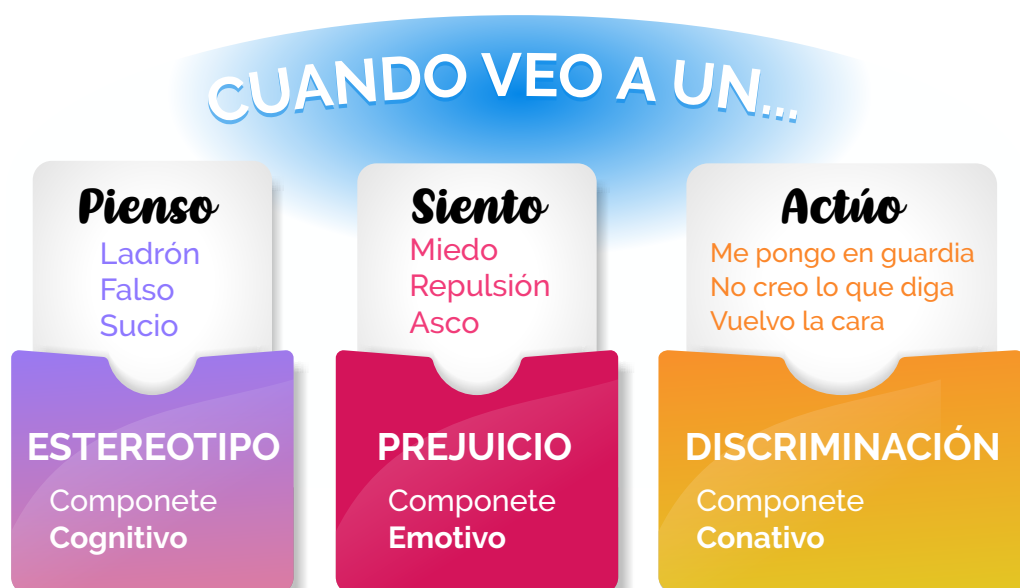 CUANDO VEO A UN...
Pienso
Ladrón
Falso
Sucio
ESTEREOTIPO
Componete
Cognitivo
Siento
Miedo
Repulsión
Asco
PREJUICIO
Componete
Emotivo
Actúo
Me pongo en guardia
No creo lo que diga
Vuelvo la cara
DISCRIMINACIÓN
Componete
Conativo